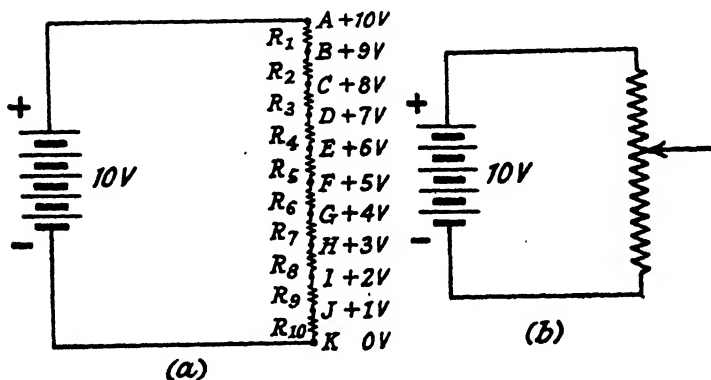 A +10V
R1
B +9V
R2
C +8V
R3
D +7V
R4
E +6V
R5
F +5V
R6
G +4V
R7
H +3V
R8
I +2V
R9
J +1V
R10
K 0V
+
10V
-
(a)
+
10V
-
(b)